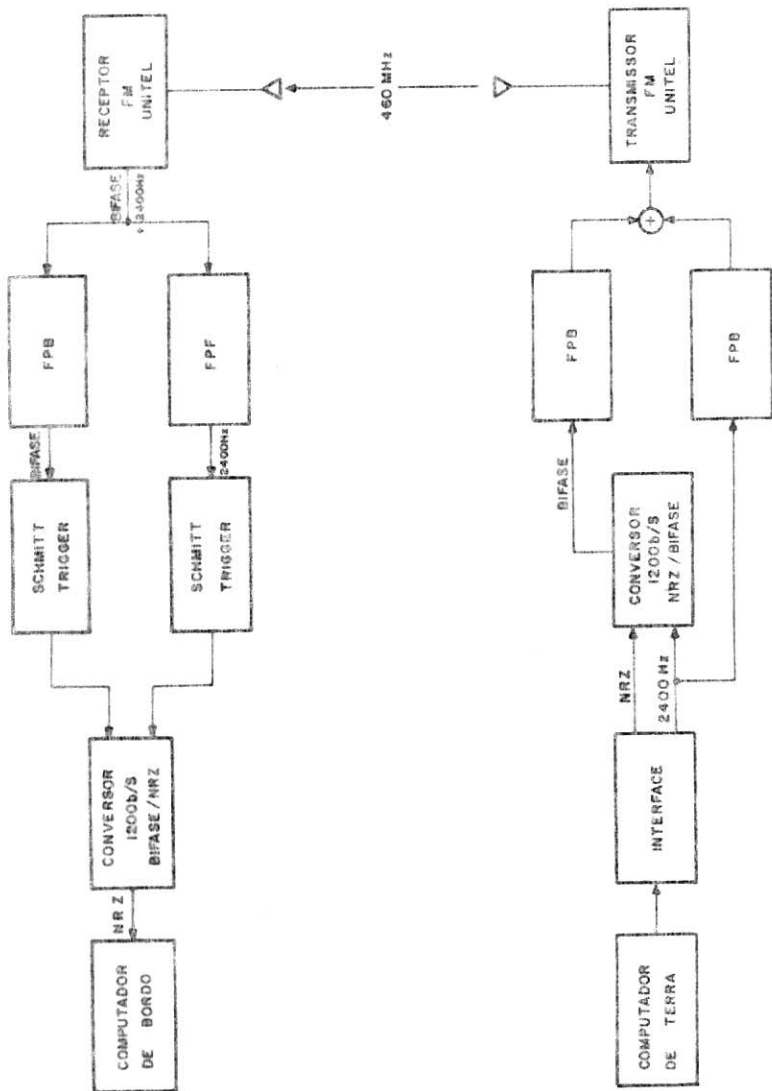 COMPUTADOR
DE BORDO
NRZ
CONVERSOR
1200b/S
BIFASE/NRZ
SCHMITT
TRIGGER
BIFASE
FPB
BIFASE
+2400Hz
RECEPTOR
FM
UNITEL
SCHMITT
TRIGGER
2400Hz
FPF
460 MHz
COMPUTADOR
DE TERRA
INTERFACE
NRZ
2400 Hz
CONVERSOR
1200b/S
NRZ/BIFASE
BIFASE
FPB
FPB
+
TRANSMISSOR
FM
UNITEL